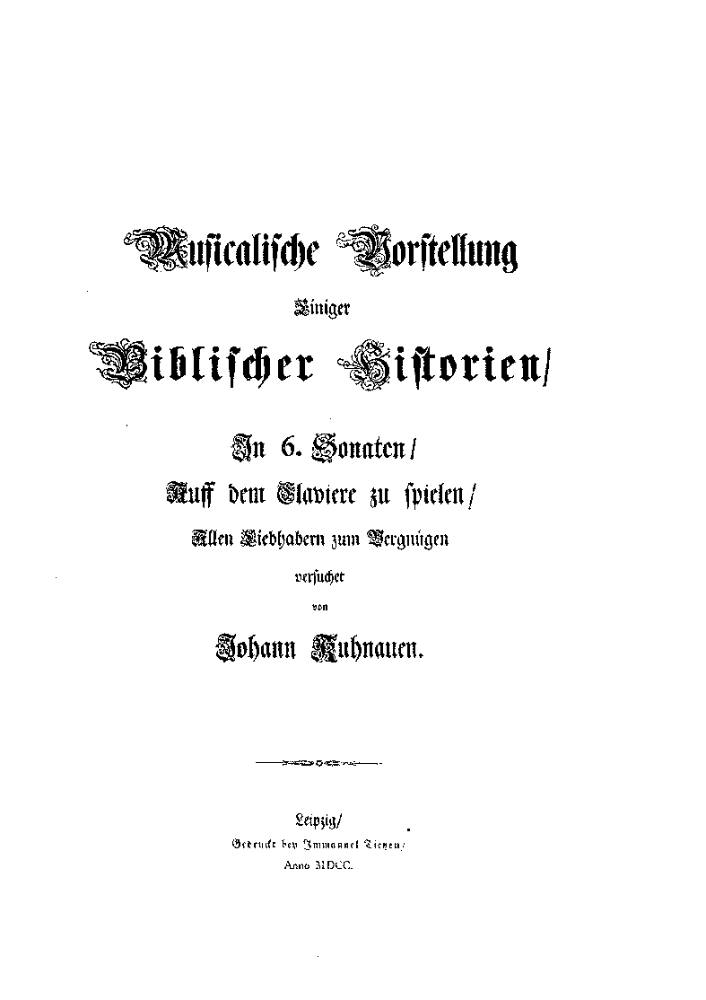 Musicalische Vorstellung
Einiger
Biblischer Historien/
In 6. Sonaten/
Auff dem Claviere zu spielen/
Allen Liebhabern zum Vergnügen
versuchet
von
Johann Kuhnauen.
Leipzig/
Gedruckt bey Immanuel Tietzen/
Anno MDCC.